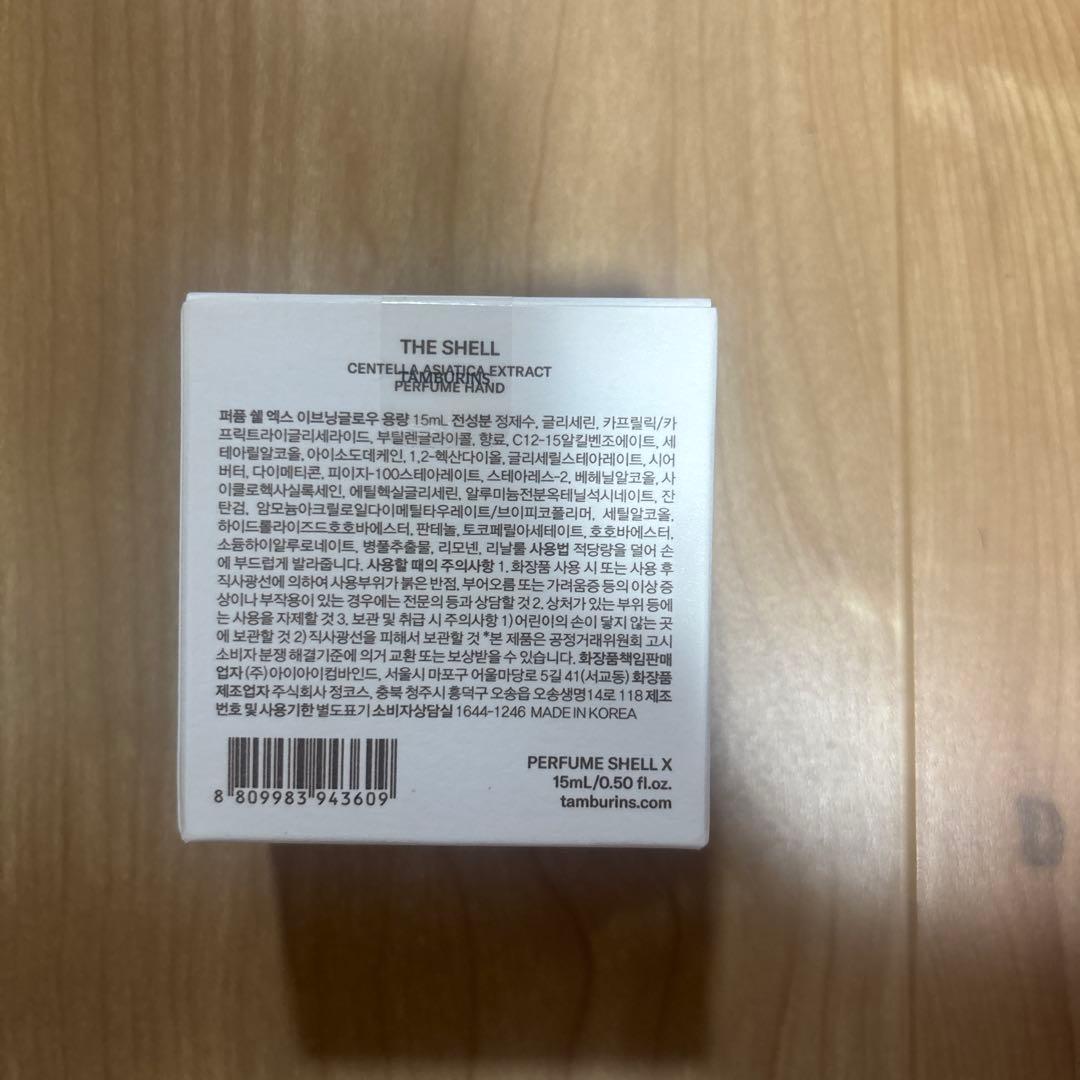 THE SHELL
CENTELLA ASIATICA EXTRACT
TAMBURINS
PERFUME HAND
퍼퓸 쉘 엑스 이브닝글로우 용량 15mL 전성분 정제수, 글리세린, 카프릴릭/카
프릭트라이글리세라이드, 부틸렌글라이콜, 향료, C12-15알킬벤조에이트, 세
테아릴알코올, 아이소도데케인, 1,2-헥산다이올, 글리세릴스테아레이트, 시어
버터, 다이메티콘, 피이지-100스테아레이트, 스테아레스-2, 베헤닐알코올, 사
이클로헥사실록세인, 에틸헥실글리세린, 알루미늄전분옥테닐석시네이트, 잔
탄검, 암모늄아크릴로일다이메틸타우레이트/브이피코폴리머, 세틸알코올,
하이드롤라이즈드호호바에스터, 판테놀, 토코페릴아세테이트, 호호바에스터,
소듐하이알루로네이트, 병풀추출물, 리모넨, 리날룰 사용법 적당량을 덜어 손
에 부드럽게 발라줍니다. 사용할 때의 주의사항 1. 화장품 사용 시 또는 사용 후
직사광선에 의하여 사용부위가 붉은 반점, 부어오름 또는 가려움증 등의 이상 증
상이나 부작용이 있는 경우에는 전문의 등과 상담할 것 2. 상처가 있는 부위 등에
는 사용을 자제할 것 3. 보관 및 취급 시 주의사항 1) 어린이의 손이 닿지 않는 곳
에 보관할 것 2) 직사광선을 피해서 보관할 것 *본 제품은 공정거래위원회 고시
소비자 분쟁 해결기준에 의거 교환 또는 보상받을 수 있습니다. 화장품책임판매
업자 (주)아이아이컴바인드, 서울시 마포구 어울마당로 5길 41(서교동) 화장품
제조업자 주식회사 정코스, 충북 청주시 흥덕구 오송읍 오송생명14로 118 제조
번호 및 사용기한 별도표기 소비자상담실 1644-1246 MADE IN KOREA
8 809983 943609
PERFUME SHELL X
15mL/0.50 fl.oz.
tamburins.com